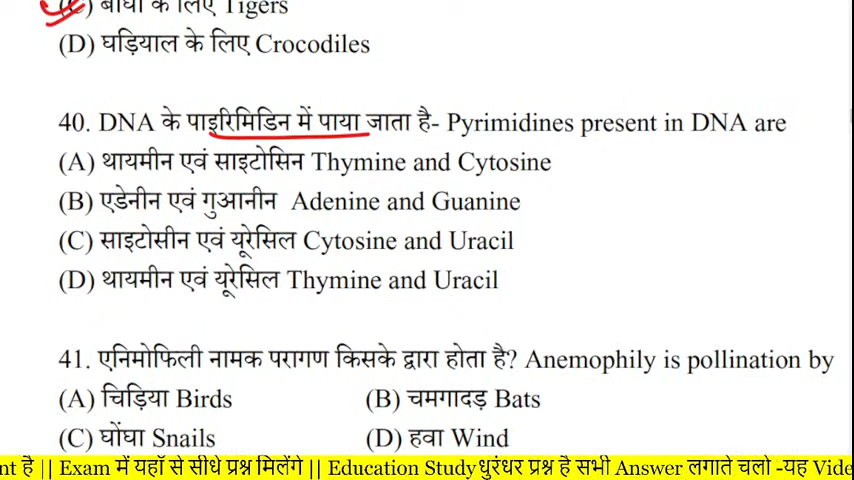 (C) बाघों के लिए Tigers
(D) घड़ियाल के लिए Crocodiles
40. DNA के पाइरिमिडिन में पाया जाता है- Pyrimidines present in DNA are
(A) थायमीन एवं साइटोसिन Thymine and Cytosine
(B) एडेनीन एवं गुआनीन Adenine and Guanine
(C) साइटोसीन एवं यूरेसिल Cytosine and Uracil
(D) थायमीन एवं यूरेसिल Thymine and Uracil
41. एनिमोफिली नामक परागण किसके द्वारा होता है? Anemophily is pollination by
(A) चिड़िया Birds (B) चमगादड़ Bats
(C) घोंघा Snails (D) हवा Wind
nt है || Exam में यहॉ से सीधे प्रश्न मिलेंगे || Education Study धुरंधर प्रश्न है सभी Answer लगाते चलो -यह Vide